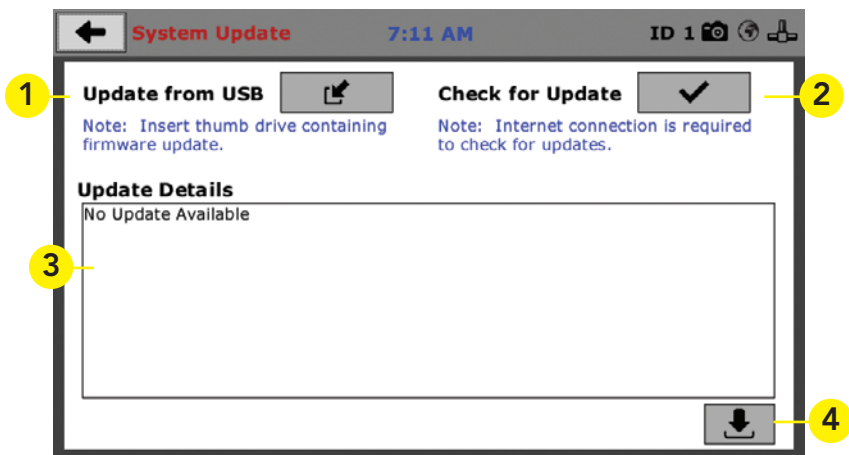 System Update 7:11 AM ID 1
1 Update from USB Check for Update 2
Note: Insert thumb drive containing Note: Internet connection is required
firmware update. to check for updates.
Update Details
No Update Available
3
4